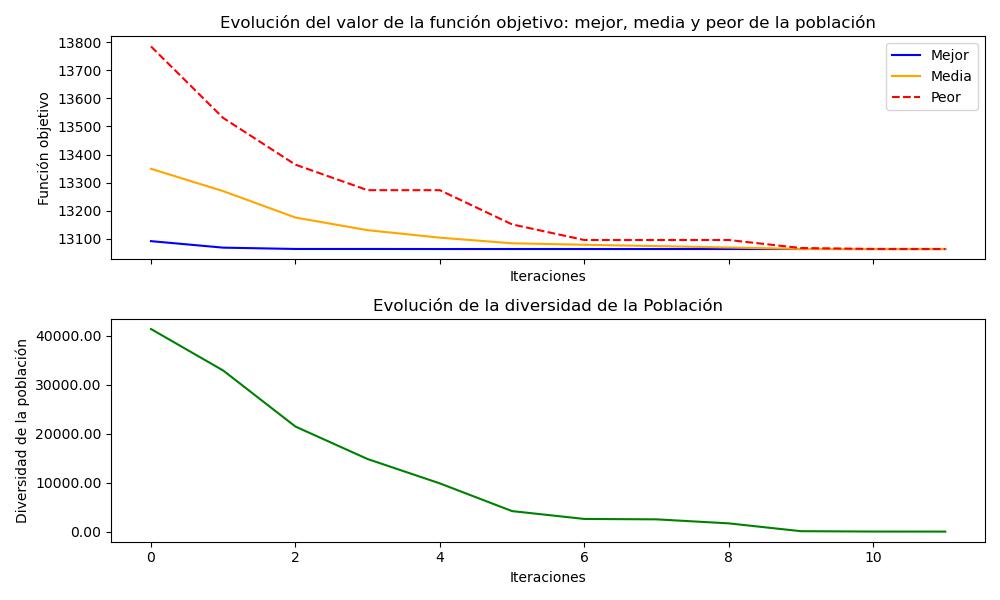 Evolución del valor de la función objetivo: mejor, media y peor de la población
13800
13700
13600
13500
13400
13300
13200
13100
Función objetivo
Mejor
Media
Peor
Iteraciones
Evolución de la diversidad de la Población
40000.00
30000.00
20000.00
10000.00
0.00
Diversidad de la población
0 2 4 6 8 10
Iteraciones